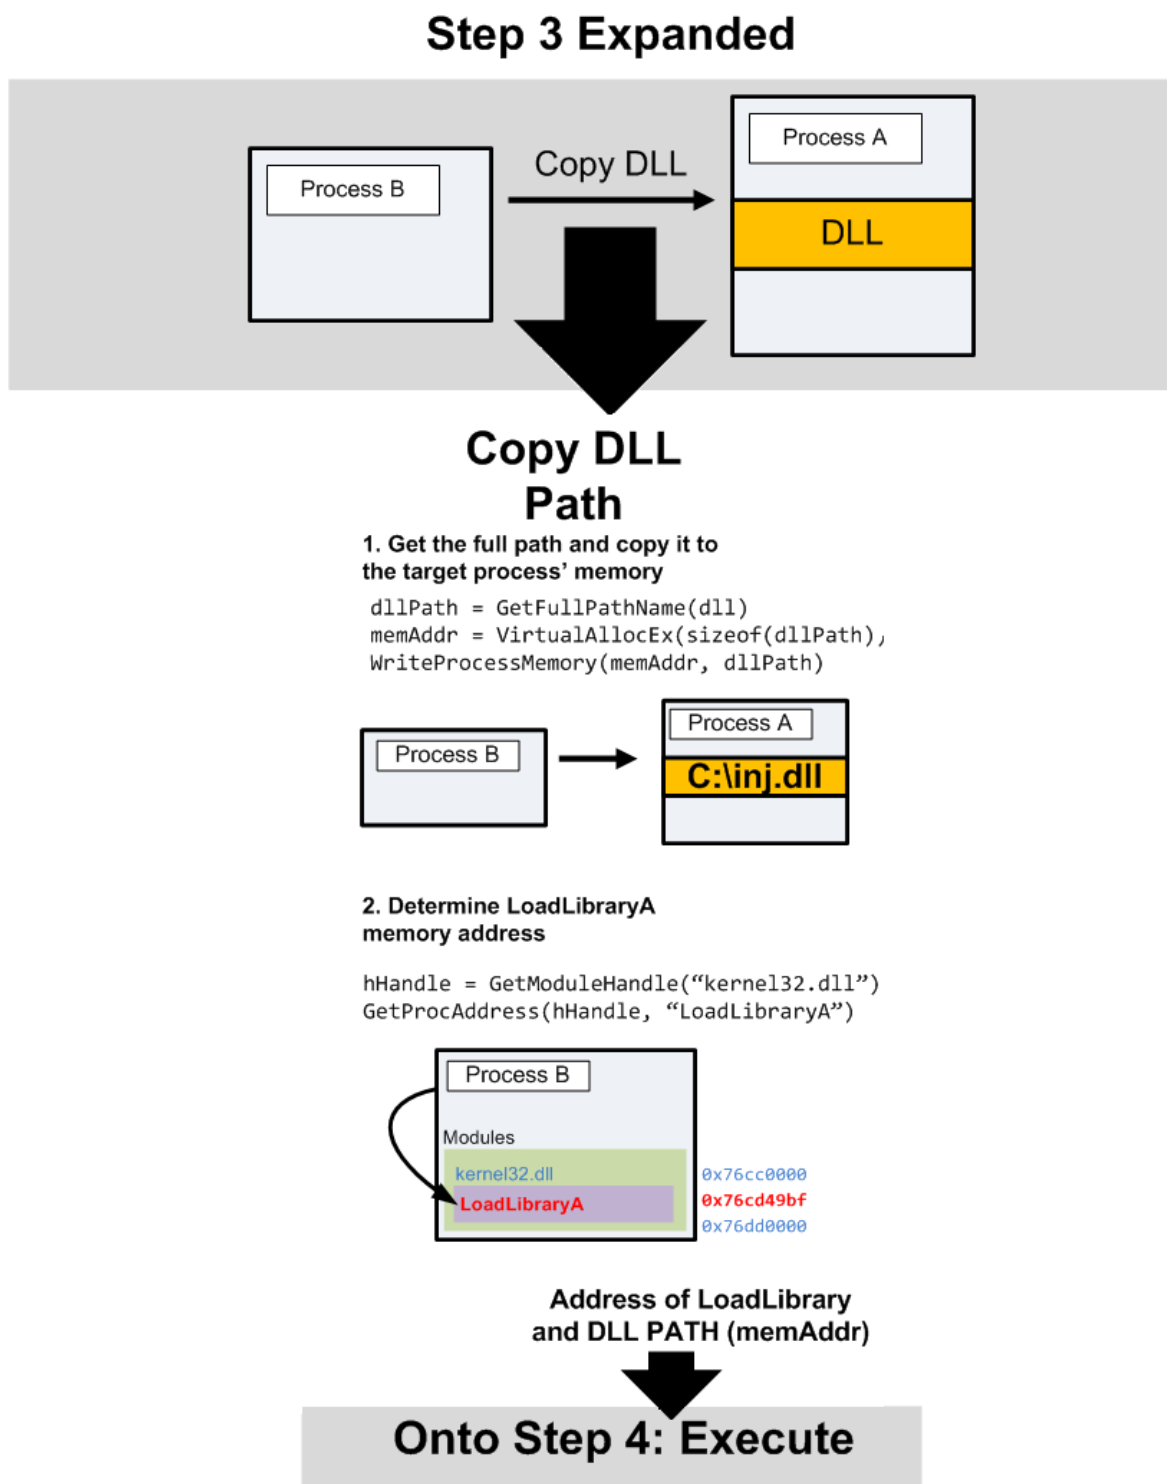 Step 3 Expanded
Process B
Copy DLL
Process A
DLL
Copy DLL
Path
1. Get the full path and copy it to
the target process’ memory
dllPath = GetFullPathName(dll)
memAddr = VirtualAllocEx(sizeof(dllPath),
WriteProcessMemory(memAddr, dllPath)
Process B
Process A
C:\inj.dll
2. Determine LoadLibraryA
memory address
hHandle = GetModuleHandle(“kernel32.dll”)
GetProcAddress(hHandle, “LoadLibraryA”)
Process B
Modules
kernel32.dll 0x76cc0000
LoadLibraryA 0x76cd49bf
0x76dd0000
Address of LoadLibrary
and DLL PATH (memAddr)
Onto Step 4: Execute